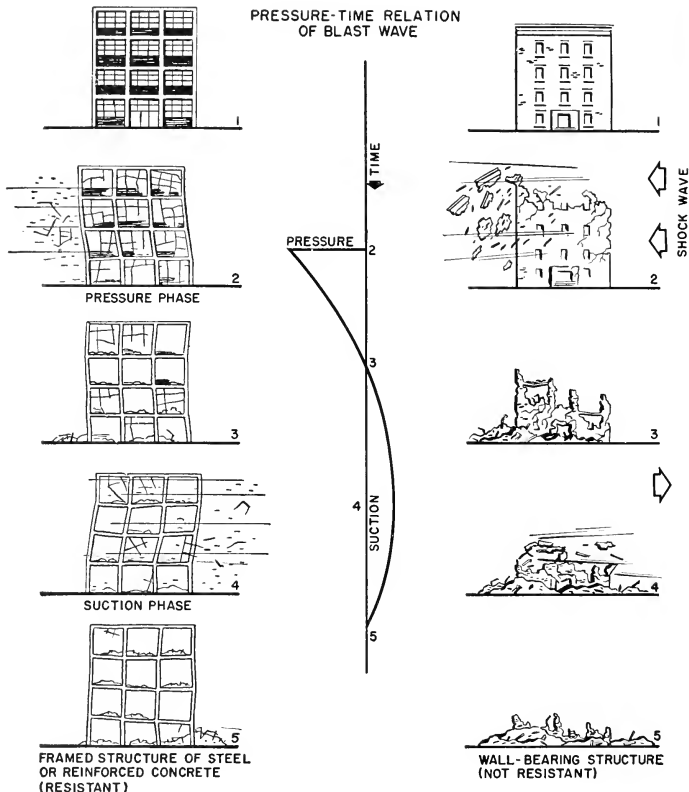 PRESSURE-TIME RELATION
OF BLAST WAVE
1
1
TIME
SHOCK WAVE
PRESSURE
2
2
2
PRESSURE PHASE
3
3
3
4
SUCTION
4
4
SUCTION PHASE
5
5
5
FRAMED STRUCTURE OF STEEL
OR REINFORCED CONCRETE
(RESISTANT)
WALL-BEARING STRUCTURE
(NOT RESISTANT)